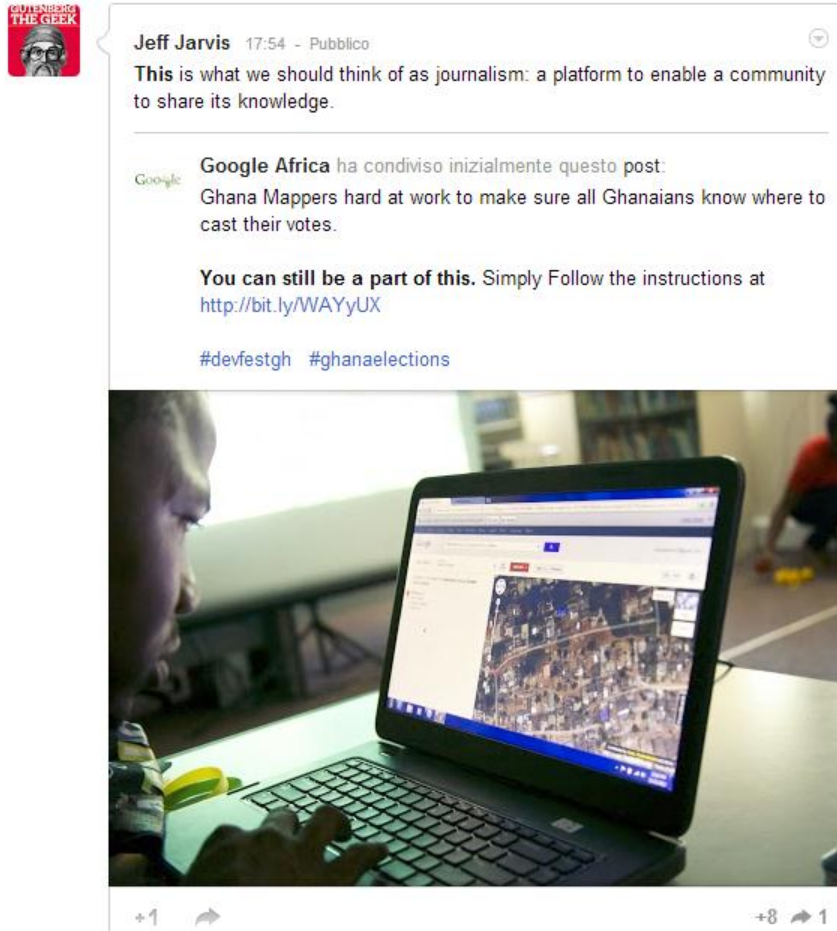 GUTENBERG
THE GEEK
Jeff Jarvis 17:54 - Pubblico
This is what we should think of as journalism: a platform to enable a community
to share its knowledge.
Google
Google Africa ha condiviso inizialmente questo post:
Ghana Mappers hard at work to make sure all Ghanaians know where to
cast their votes.
You can still be a part of this. Simply Follow the instructions at
http://bit.ly/WAYyUX
#devfestgh #ghanaelections
+1
+8 1